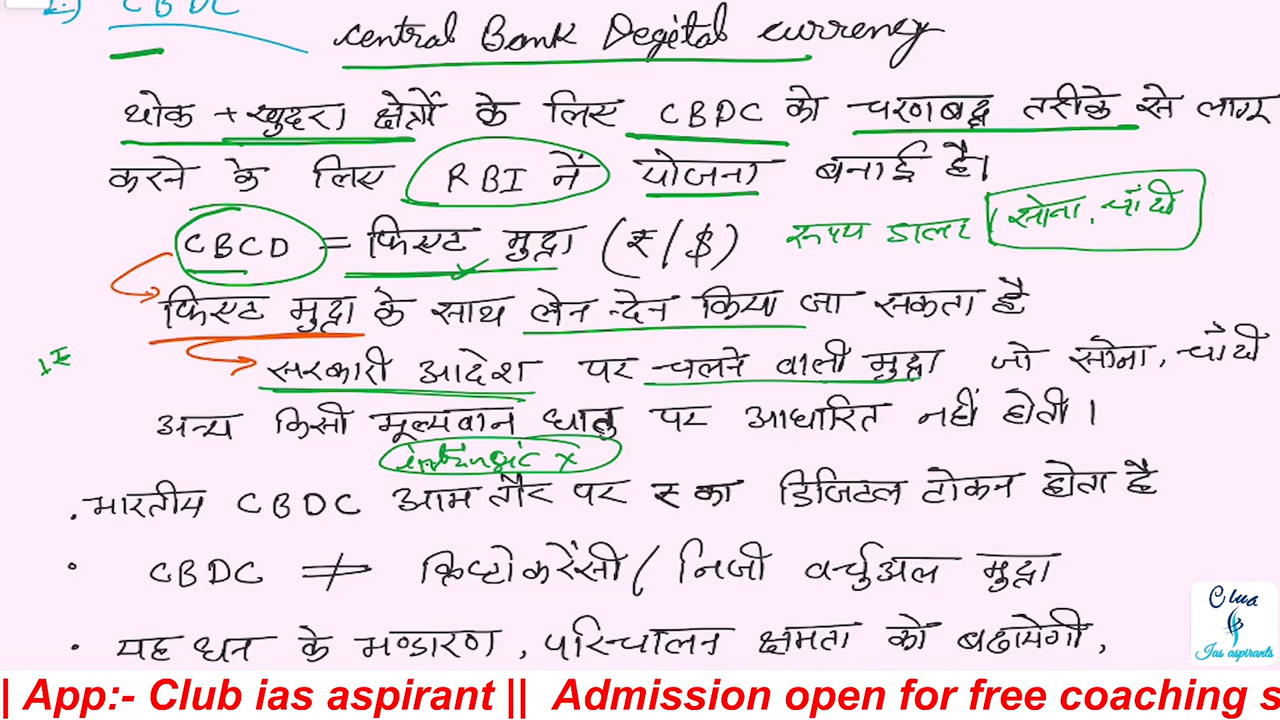 2.) CBDC
Central Bank Degital currency
थोक + खुदरा क्षेत्रों के लिए CBDC को चरणबद्ध तरीके से लागू
करने के लिए RBI नें योजना बनाई है।
CBCD = फिएट मुद्रा (₹/$) रूपय डालर सोना, चाँदी
फिएट मुद्रा के साथ लेन-देन किया जा सकता है
सरकारी आदेश पर चलने वाली मुद्रा जो सोना, चाँदी
अन्य किसी मूल्यवान धातु पर आधारित नहीं होती।
intrinsic x
. भारतीय CBDC आम तौर पर ₹ का डिजिटल टोकन होता है
. CBDC ≠ क्रिप्टोकरेंसी / निजी वर्चुअल मुद्रा
. यह धन के भण्डारण, परिचालन क्षमता को बढायेगी,
Club
Ias aspirants
| App:- Club ias aspirant || Admission open for free coaching s